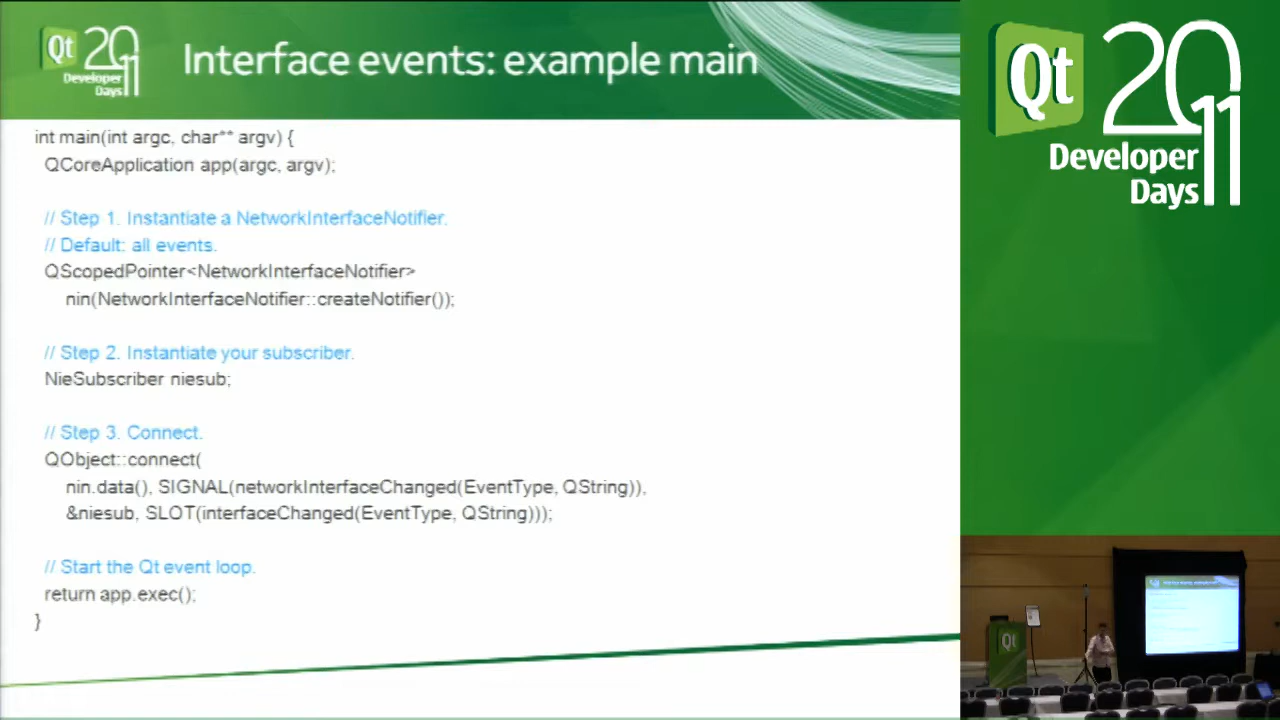 Qt 2011
Developer
Days
Interface events: example main
int main(int argc, char** argv) {
QCoreApplication app(argc, argv);
// Step 1. Instantiate a NetworkInterfaceNotifier.
// Default: all events.
QScopedPointer<NetworkInterfaceNotifier>
nin(NetworkInterfaceNotifier::createNotifier());
// Step 2. Instantiate your subscriber.
NieSubscriber niesub;
// Step 3. Connect.
QObject::connect(
nin.data(), SIGNAL(networkInterfaceChanged(EventType, QString)),
&niesub, SLOT(interfaceChanged(EventType, QString)));
// Start the Qt event loop.
return app.exec();
}
Qt 2011
Developer
Days
Qt